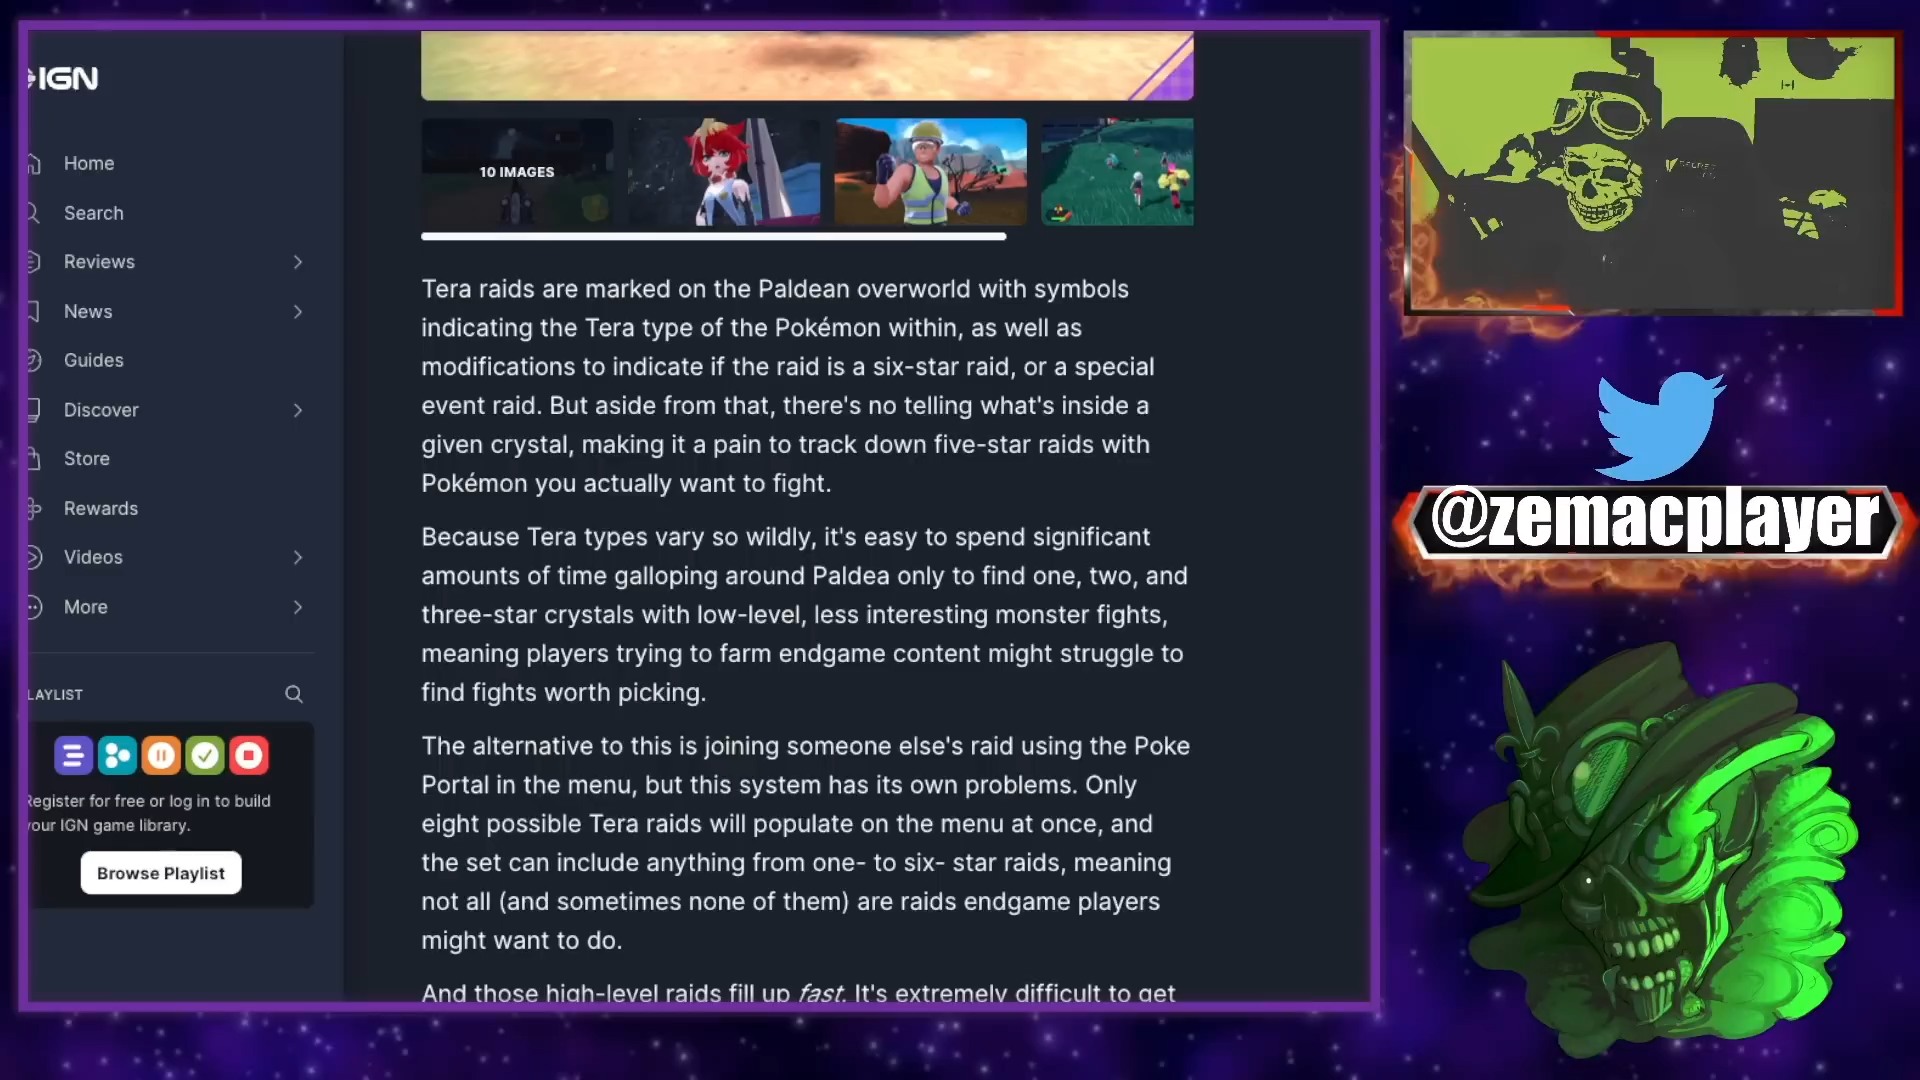 IGN
Home
Search
Reviews
News
Guides
Discover
Store
Rewards
Videos
More
LAYLIST
Register for free or log in to build
your IGN game library.
Browse Playlist
10 IMAGES
Tera raids are marked on the Paldean overworld with symbols
indicating the Tera type of the Pokémon within, as well as
modifications to indicate if the raid is a six-star raid, or a special
event raid. But aside from that, there's no telling what's inside a
given crystal, making it a pain to track down five-star raids with
Pokémon you actually want to fight.
Because Tera types vary so wildly, it's easy to spend significant
amounts of time galloping around Paldea only to find one, two, and
three-star crystals with low-level, less interesting monster fights,
meaning players trying to farm endgame content might struggle to
find fights worth picking.
The alternative to this is joining someone else's raid using the Poke
Portal in the menu, but this system has its own problems. Only
eight possible Tera raids will populate on the menu at once, and
the set can include anything from one- to six- star raids, meaning
not all (and sometimes none of them) are raids endgame players
might want to do.
And those high-level raids fill up fast. It's extremely difficult to get
@zemacplayer